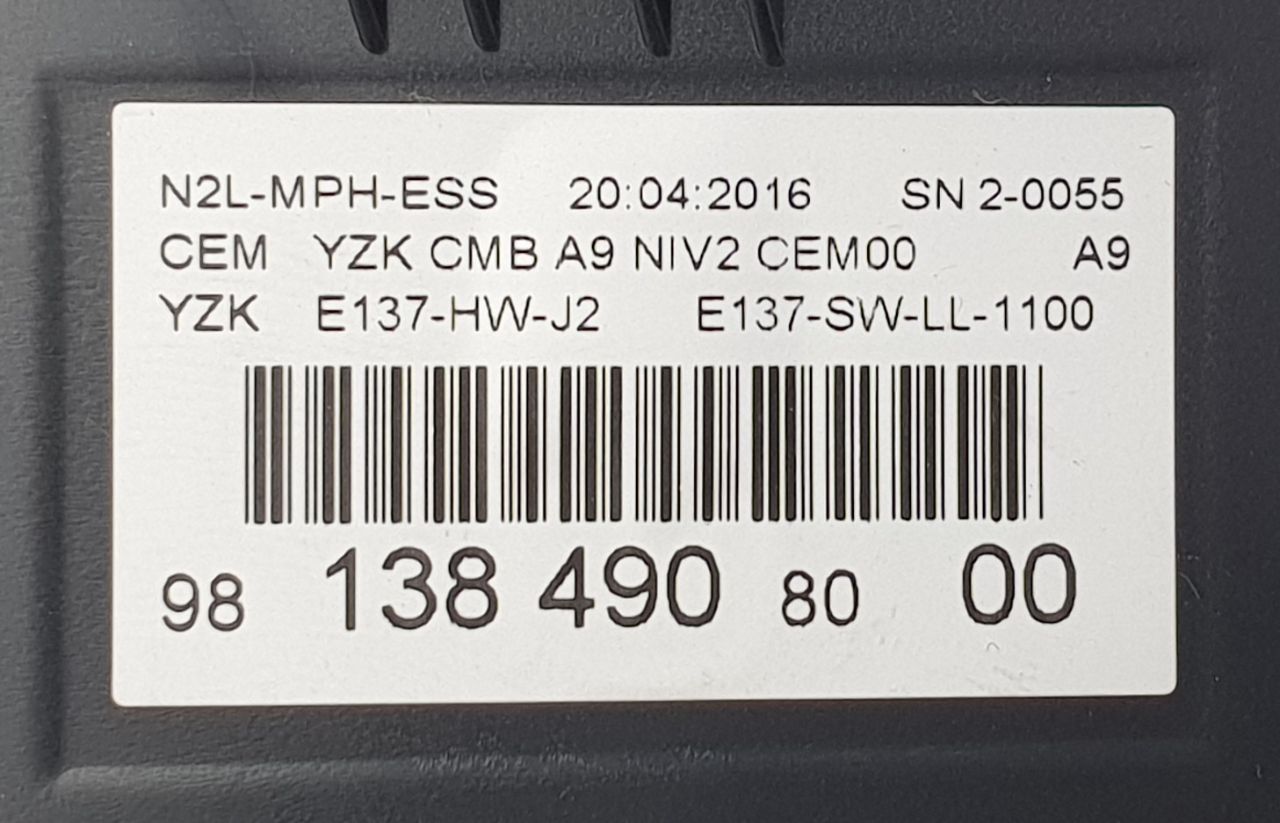 N2L-MPH-ESS 20:04:2016 SN 2-0055
CEM YZK CMB A9 NIV2 CEM00 A9
YZK E137-HW-J2 E137-SW-LL-1100
98 138 490 80 00